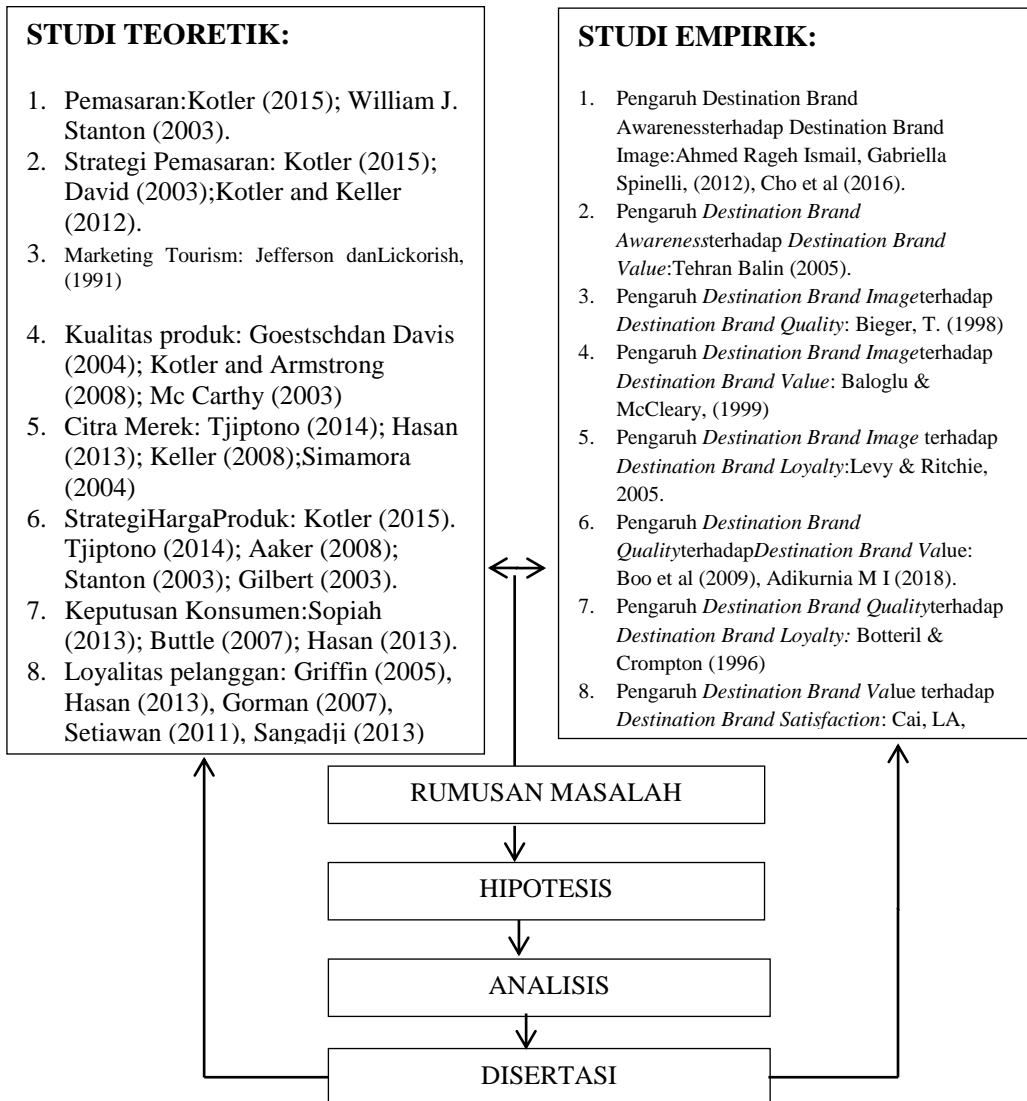 STUDI TEORETIK:
1. Pemasaran:Kotler (2015); William J.
Stanton (2003).
2. Strategi Pemasaran: Kotler (2015);
David (2003);Kotler and Keller
(2012).
3. Marketing Tourism: Jefferson danLickorish,
(1991)
4. Kualitas produk: Goestschdan Davis
(2004); Kotler and Armstrong
(2008); Mc Carthy (2003)
5. Citra Merek: Tjiptono (2014); Hasan
(2013); Keller (2008);Simamora
(2004)
6. StrategiHargaProduk: Kotler (2015).
Tjiptono (2014); Aaker (2008);
Stanton (2003); Gilbert (2003).
7. Keputusan Konsumen:Sopiah
(2013); Buttle (2007); Hasan (2013).
8. Loyalitas pelanggan: Griffin (2005),
Hasan (2013), Gorman (2007),
Setiawan (2011), Sangadji (2013)
STUDI EMPIRIK:
1. Pengaruh Destination Brand
Awarenessterhadap Destination Brand
Image:Ahmed Rageh Ismail, Gabriella
Spinelli, (2012), Cho et al (2016).
2. Pengaruh Destination Brand
Awarenessterhadap Destination Brand
Value:Tehran Balin (2005).
3. Pengaruh Destination Brand Imageterhadap
Destination Brand Quality: Bieger, T. (1998)
4. Pengaruh Destination Brand Imageterhadap
Destination Brand Value: Baloglu &
McCleary, (1999)
5. Pengaruh Destination Brand Image terhadap
Destination Brand Loyalty:Levy & Ritchie,
2005.
6. Pengaruh Destination Brand
QualityterhadapDestination Brand Value:
Boo et al (2009), Adikurnia M I (2018).
7. Pengaruh Destination Brand Qualityterhadap
Destination Brand Loyalty: Botteril &
Crompton (1996)
8. Pengaruh Destination Brand Value terhadap
Destination Brand Satisfaction: Cai, LA,
RUMUSAN MASALAH
HIPOTESIS
ANALISIS
DISERTASI